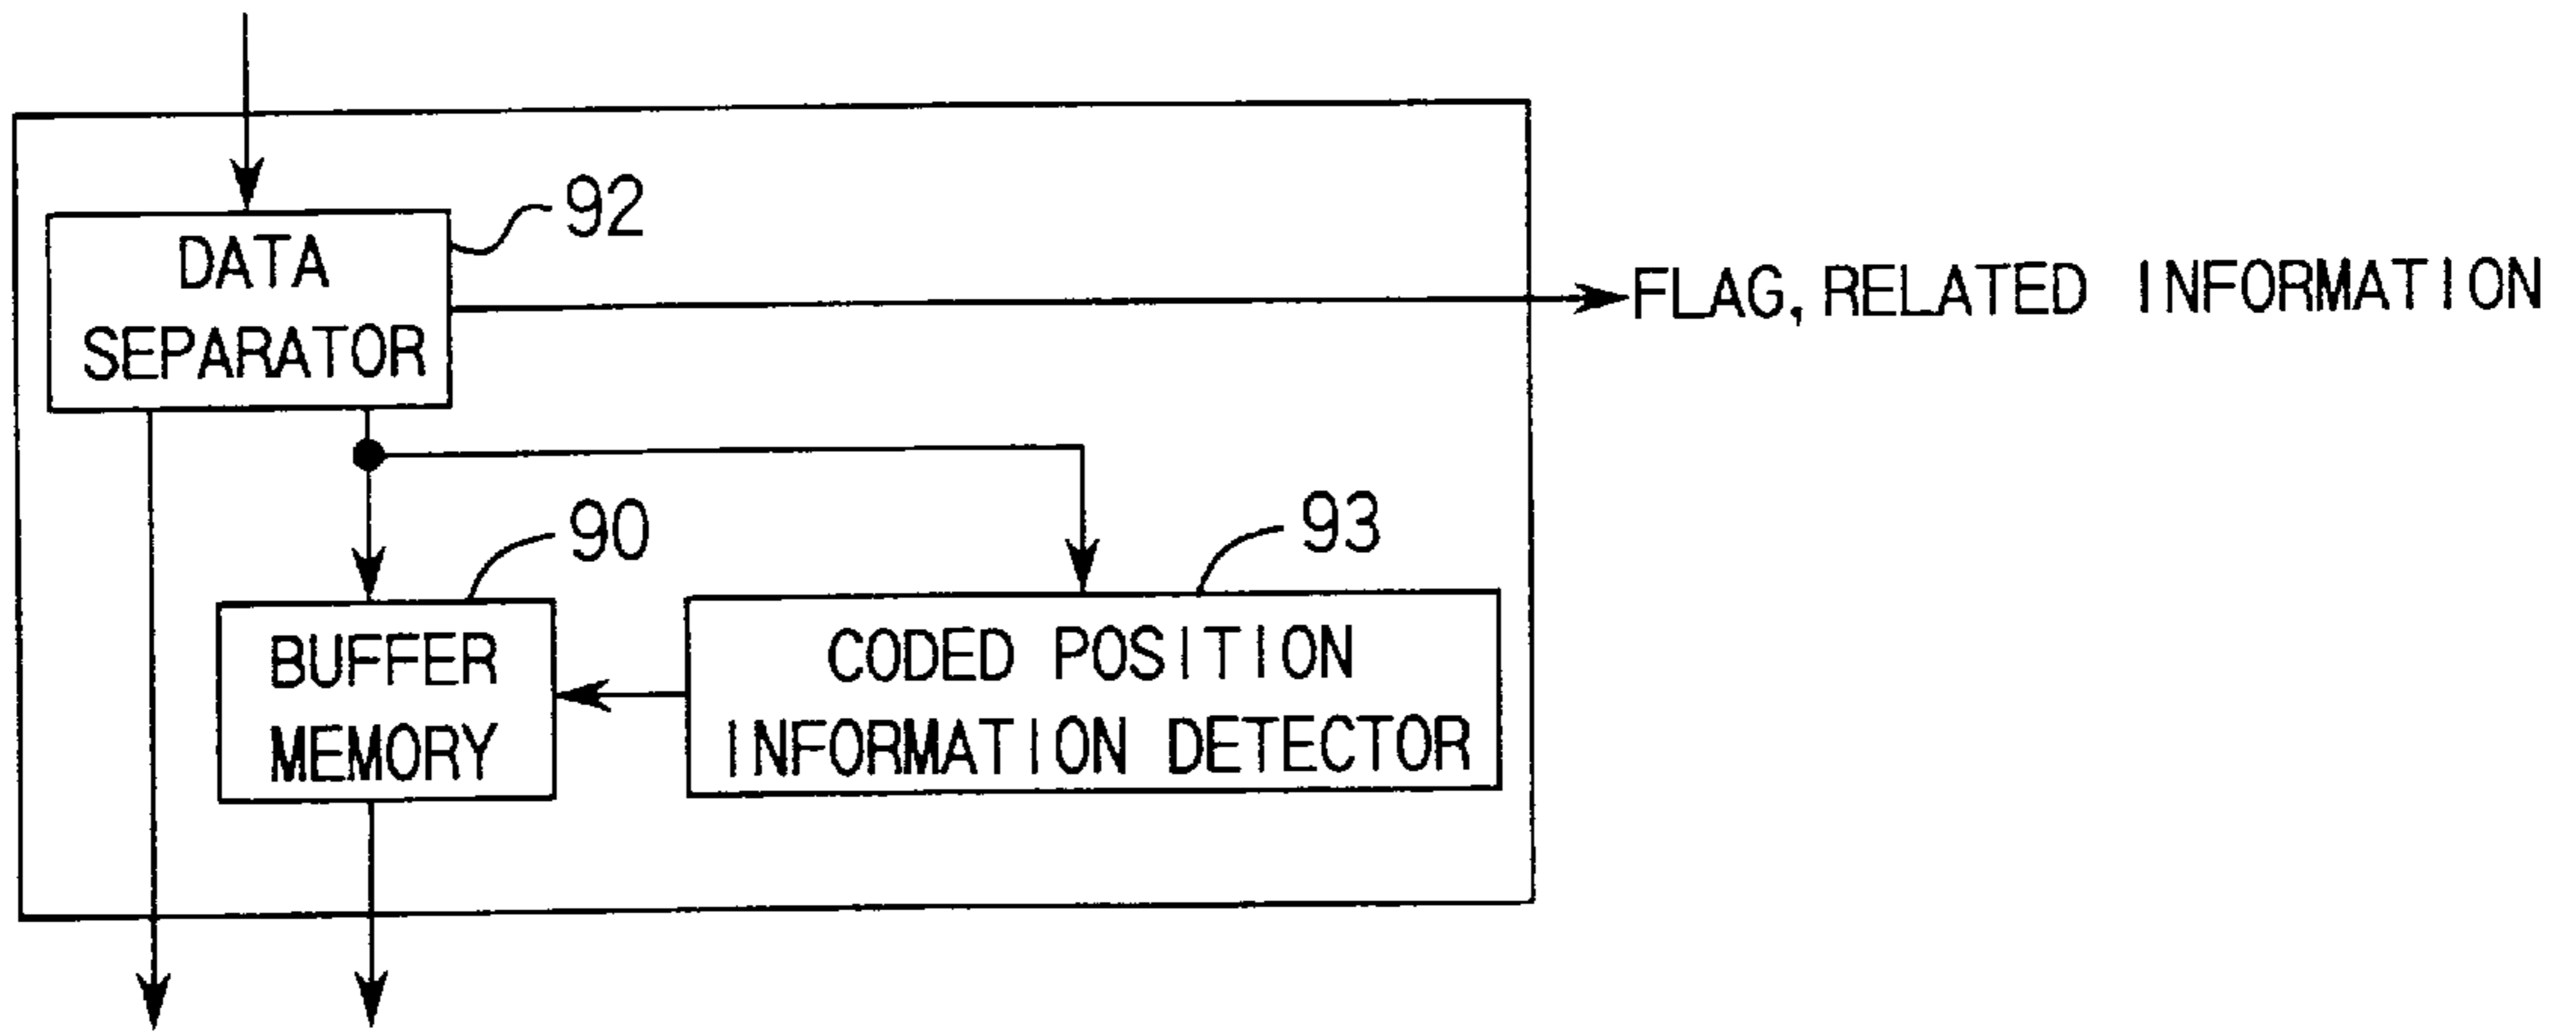 92
DATA
SEPARATOR
FLAG, RELATED INFORMATION
90
93
BUFFER
MEMORY
CODED POSITION
INFORMATION DETECTOR